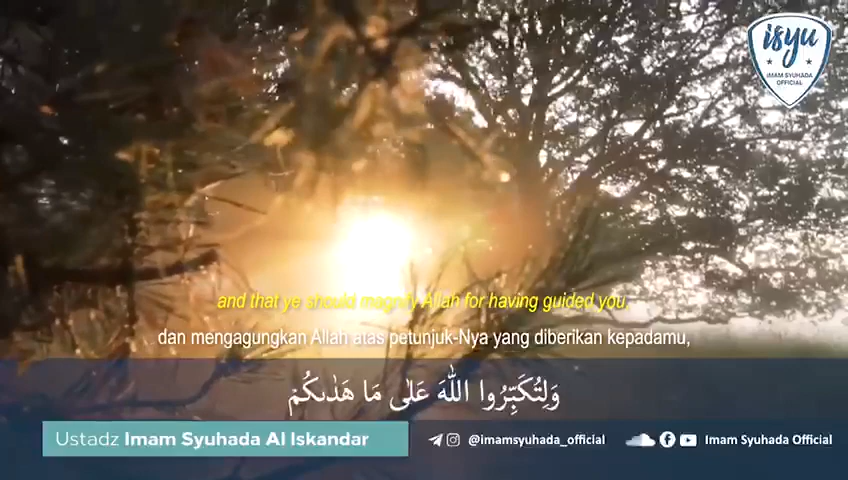 isyu
IMAM SYUHADA
OFFICIAL
and that ye should magnify Allah for having guided you,
dan mengagungkan Allah atas petunjuk-Nya yang diberikan kepadamu,
وَلِتُكَبِّرُوا اللّٰهَ عَلٰى مَا هَدٰىكُمْ
Ustadz Imam Syuhada Al Iskandar
@imamsyuhada_official
Imam Syuhada Official